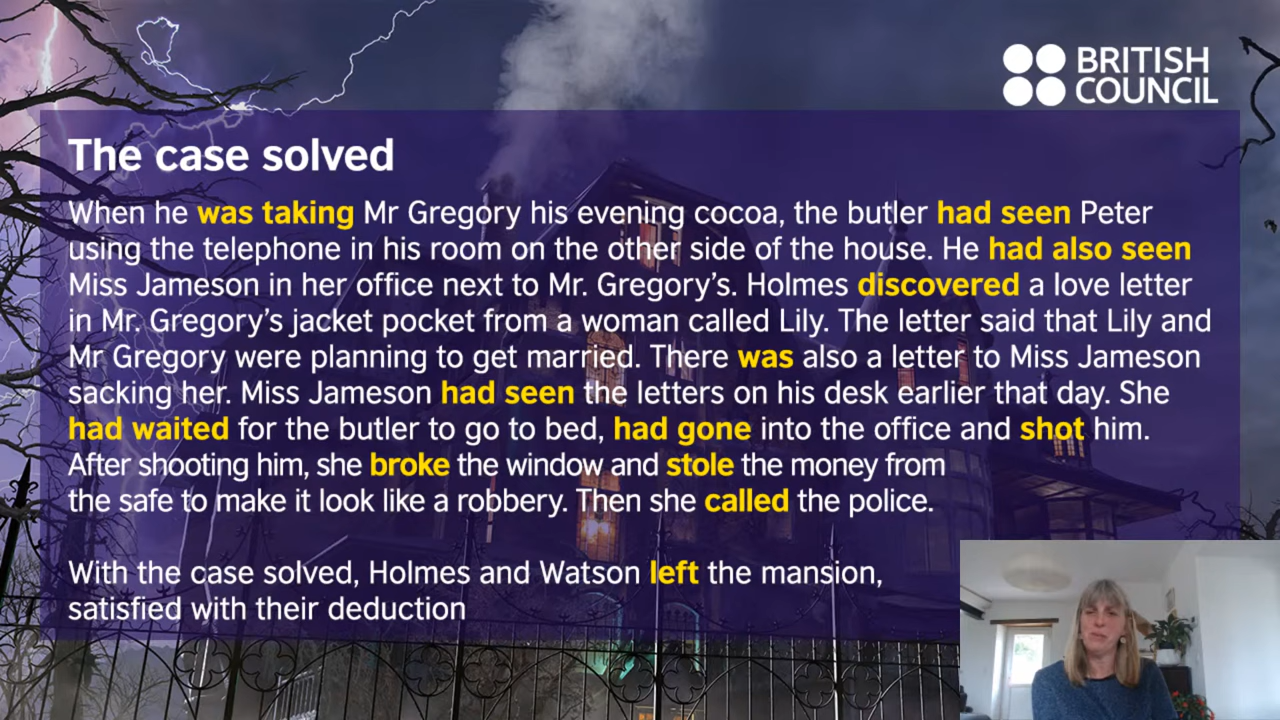 BRITISH
COUNCIL
The case solved
When he was taking Mr Gregory his evening cocoa, the butler had seen Peter
using the telephone in his room on the other side of the house. He had also seen
Miss Jameson in her office next to Mr. Gregory’s. Holmes discovered a love letter
in Mr. Gregory’s jacket pocket from a woman called Lily. The letter said that Lily and
Mr Gregory were planning to get married. There was also a letter to Miss Jameson
sacking her. Miss Jameson had seen the letters on his desk earlier that day. She
had waited for the butler to go to bed, had gone into the office and shot him.
After shooting him, she broke the window and stole the money from
the safe to make it look like a robbery. Then she called the police.
With the case solved, Holmes and Watson left the mansion,
satisfied with their deduction